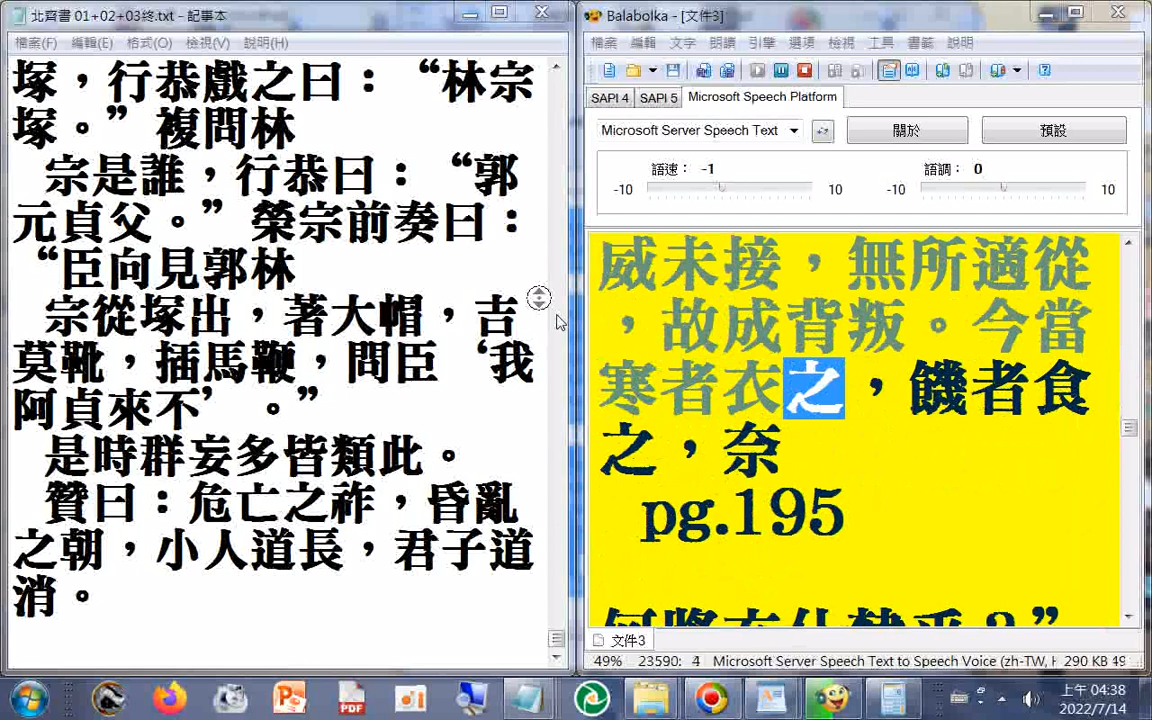 北齊書 01+02+03終.txt - 記事本
檔案(F) 編輯(E) 格式(O) 檢視(V) 說明(H)
塚，行恭戲之曰：“林宗
塚。”複問林
宗是誰，行恭曰：“郭
元貞父。”榮宗前奏曰：
“臣向見郭林
宗從塚出，著大帽，吉
莫靴，插馬鞭，問臣‘我
阿貞來不’。”
是時群妄多皆類此。
贊曰：危亡之祚，昏亂
之朝，小人道長，君子道
消。
Balabolka - [文件3]
檔案 編輯 文字 朗讀 引擎 選項 檢視 工具 書籤 說明
SAPI 4 SAPI 5 Microsoft Speech Platform
Microsoft Server Speech Text 關於 預設
語速： -1 語調： 0
-10 10 -10 10
威未接，無所適從
，故成背叛。今當
寒者衣之，饑者食
之，奈
pg.195
何將充仕執乎？”
文件3
49% 23590: 4 Microsoft Server Speech Text to Speech Voice (zh-TW, H 290 KB 49
上午 04:38
2022/7/14